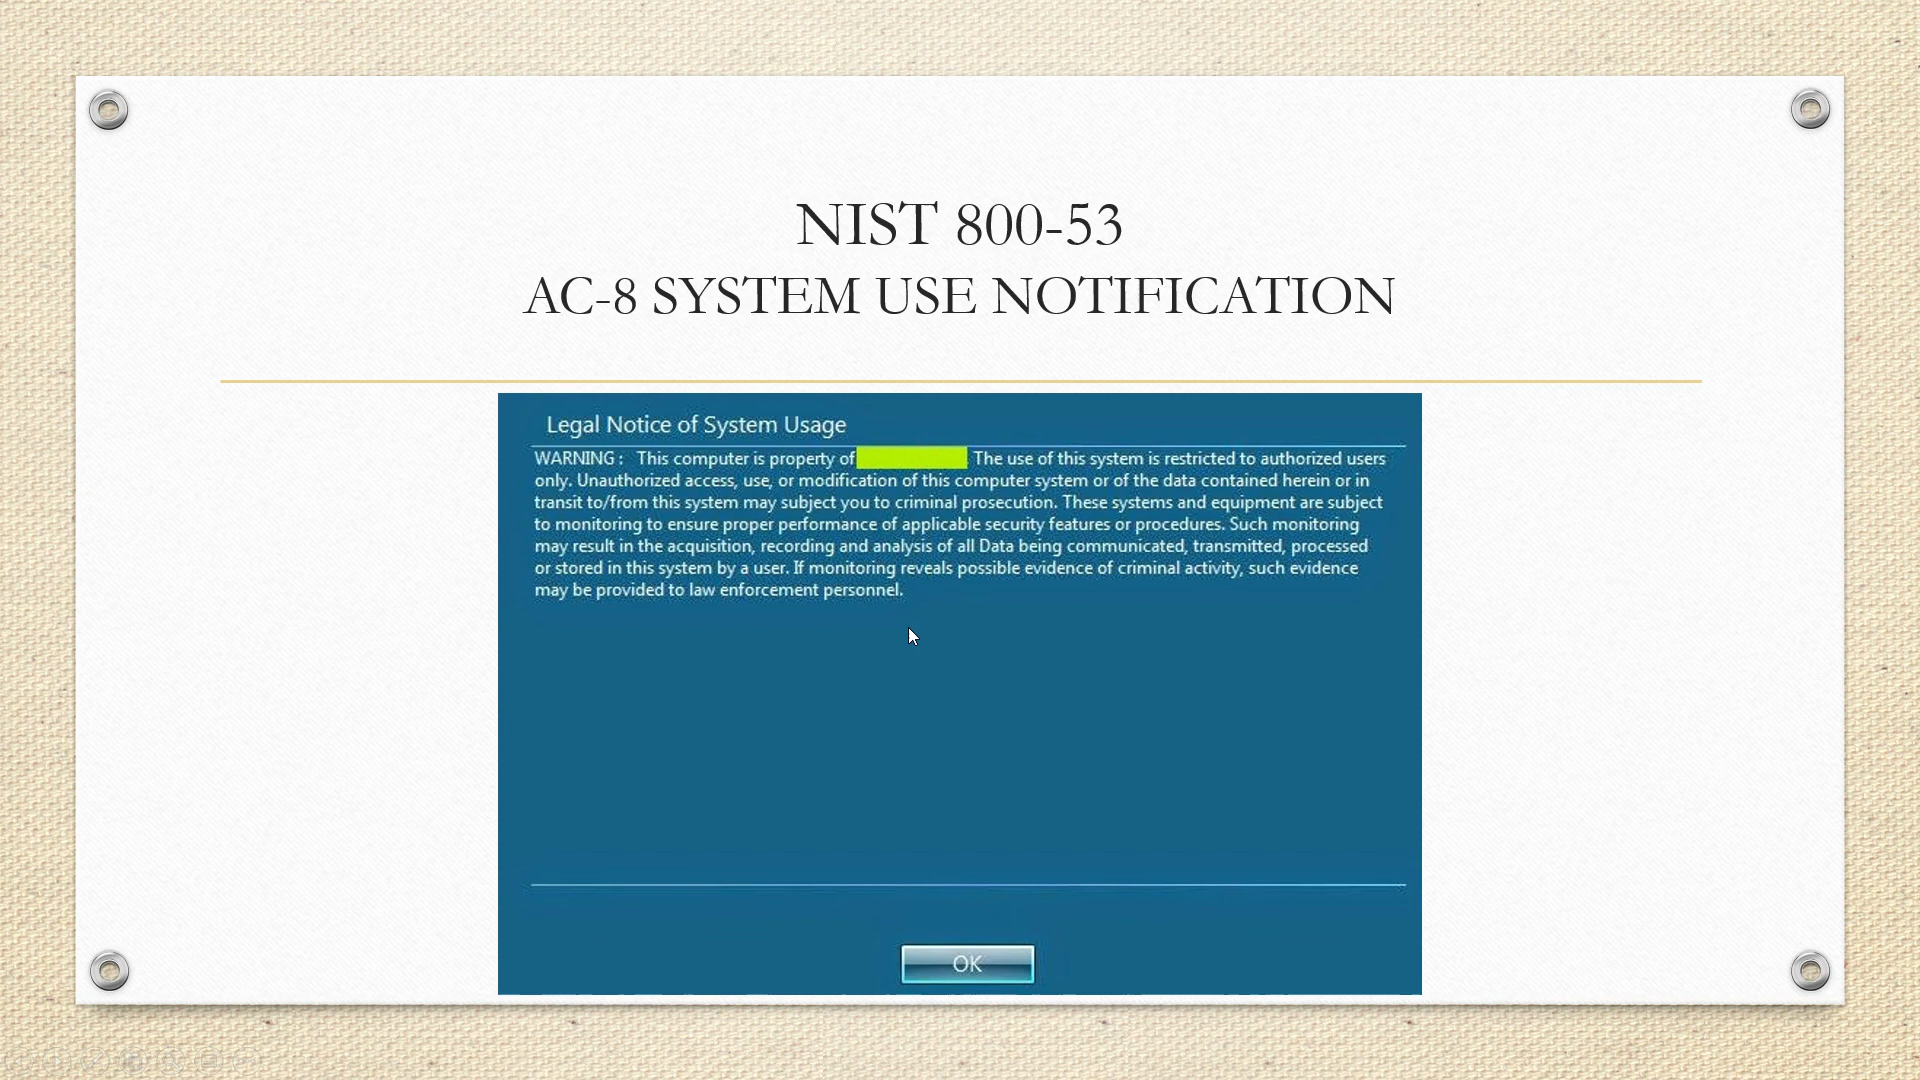 NIST 800-53
AC-8 SYSTEM USE NOTIFICATION
Legal Notice of System Usage
WARNING : This computer is property of The use of this system is restricted to authorized users
only. Unauthorized access, use, or modification of this computer system or of the data contained herein or in
transit to/from this system may subject you to criminal prosecution. These systems and equipment are subject
to monitoring to ensure proper performance of applicable security features or procedures. Such monitoring
may result in the acquisition, recording and analysis of all Data being communicated, transmitted, processed
or stored in this system by a user. If monitoring reveals possible evidence of criminal activity, such evidence
may be provided to law enforcement personnel.
OK